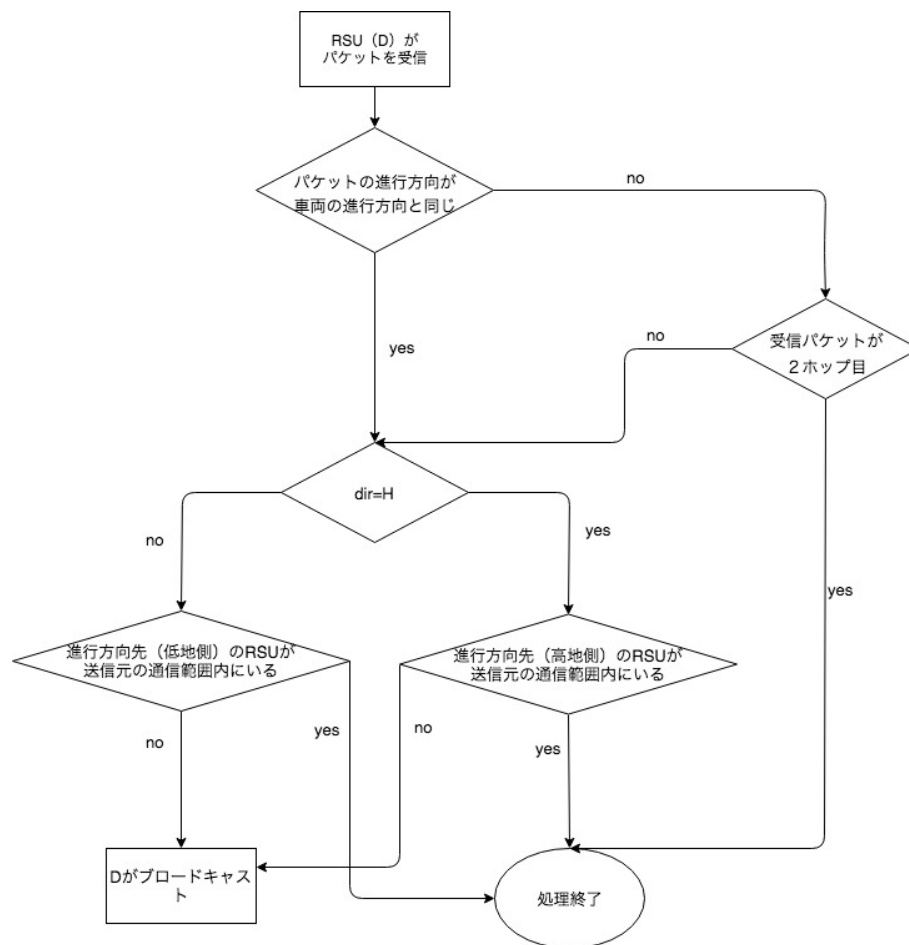 RSU（D）が
パケットを受信
パケットの進行方向が
車両の進行方向と同じ
no
yes
受信パケットが
２ホップ目
no
yes
dir=H
no
yes
進行方向先（低地側）のRSUが
送信元の通信範囲内にいる
進行方向先（高地側）のRSUが
送信元の通信範囲内にいる
no
yes
no
yes
Dがブロードキャス
ト
処理終了